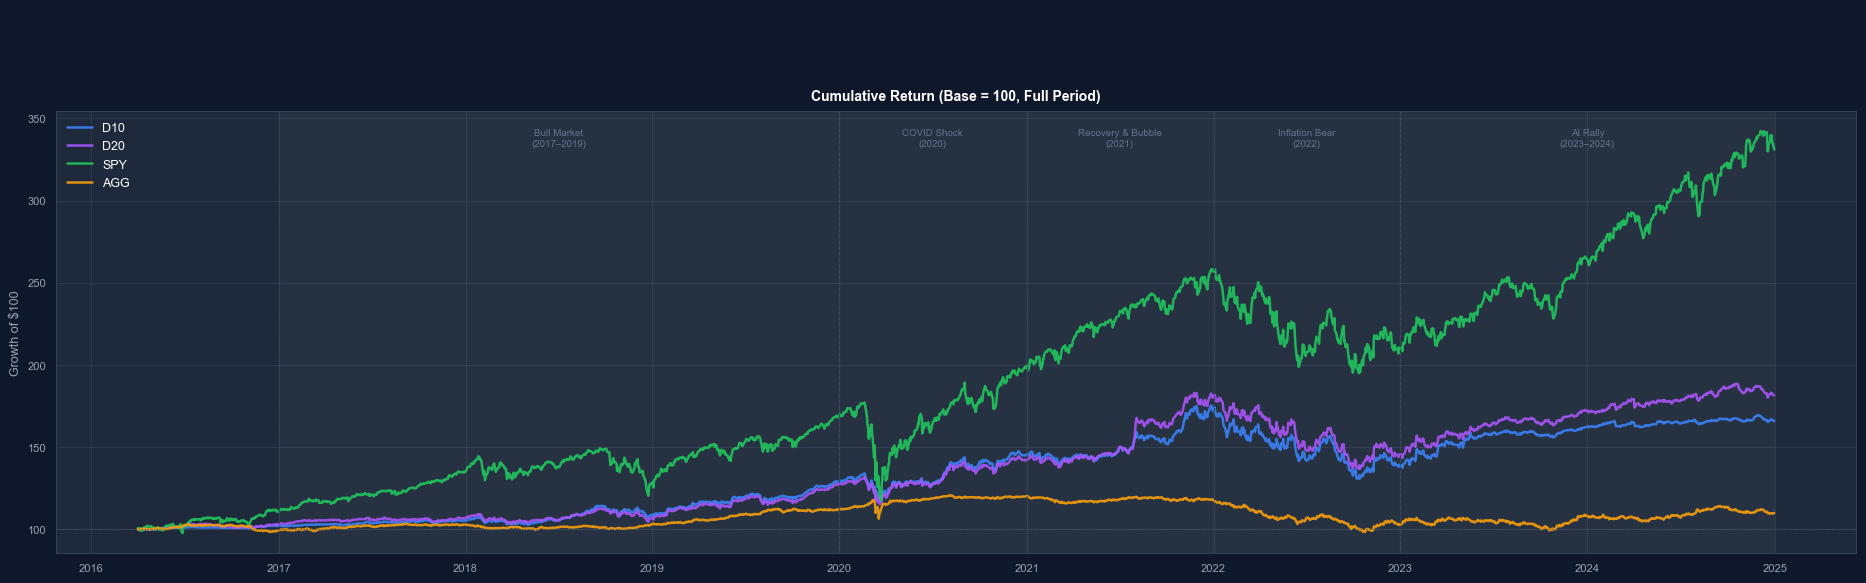 Cumulative Return (Base = 100, Full Period)
D10
D20
SPY
AGG
Bull Market
(2017–2019)
COVID Shock
(2020)
Recovery & Bubble
(2021)
Inflation Bear
(2022)
AI Rally
(2023–2024)
Growth of $100
350
300
250
200
150
100
2016
2017
2018
2019
2020
2021
2022
2023
2024
2025